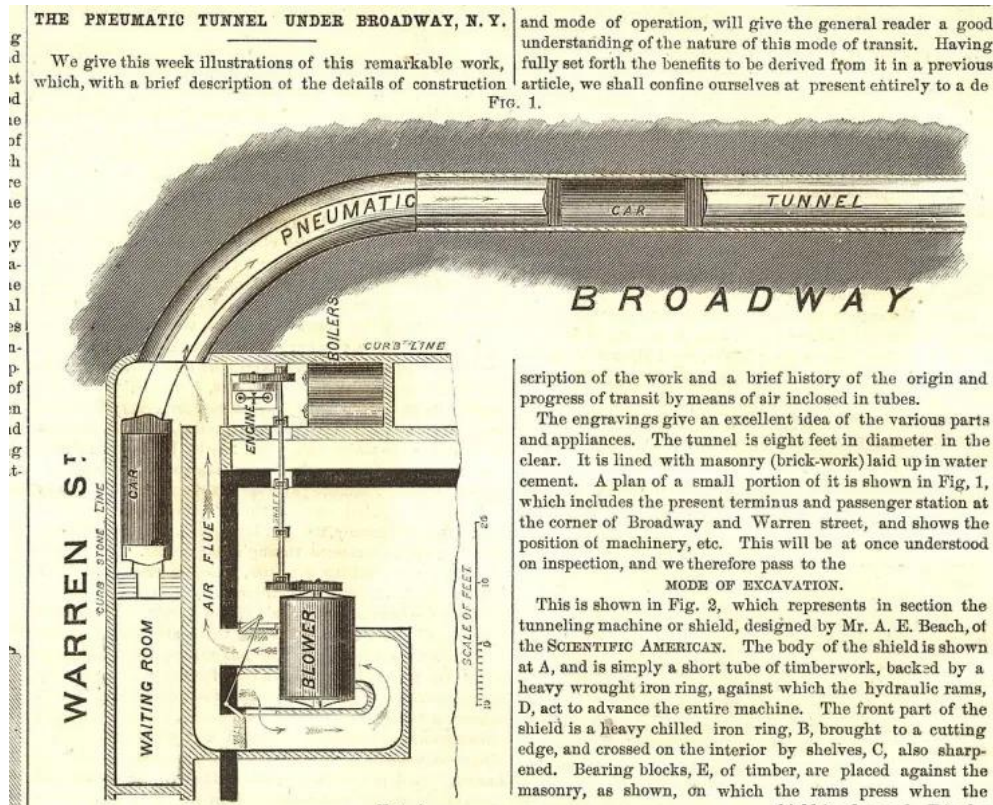 THE PNEUMATIC TUNNEL UNDER BROADWAY, N. Y.
We give this week illustrations of this remarkable work,
which, with a brief description of the details of construction
and mode of operation, will give the general reader a good
understanding of the nature of this mode of transit. Having
fully set forth the benefits to be derived from it in a previous
article, we shall confine ourselves at present entirely to a de
FIG. 1.
PNEUMATIC
CAR
TUNNEL
BROADWAY
CURB LINE
BOILERS
ENGINE
SHAFT
CAR
WARREN ST.
CURB STONE LINE
AIR FLUE
WAITING ROOM
BLOWER
SCALE OF FEET
20
10
0
10
scription of the work and a brief history of the origin and
progress of transit by means of air inclosed in tubes.
The engravings give an excellent idea of the various parts
and appliances. The tunnel is eight feet in diameter in the
clear. It is lined with masonry (brick-work) laid up in water
cement. A plan of a small portion of it is shown in Fig. 1,
which includes the present terminus and passenger station at
the corner of Broadway and Warren street, and shows the
position of machinery, etc. This will be at once understood
on inspection, and we therefore pass to the
MODE OF EXCAVATION.
This is shown in Fig. 2, which represents in section the
tunneling machine or shield, designed by Mr. A. E. Beach, of
the SCIENTIFIC AMERICAN. The body of the shield is shown
at A, and is simply a short tube of timberwork, backed by a
heavy wrought iron ring, against which the hydraulic rams,
D, act to advance the entire machine. The front part of the
shield is a heavy chilled iron ring, B, brought to a cutting
edge, and crossed on the interior by shelves, C, also sharp-
ened. Bearing blocks, E, of timber, are placed against the
masonry, as shown, on which the rams press when the